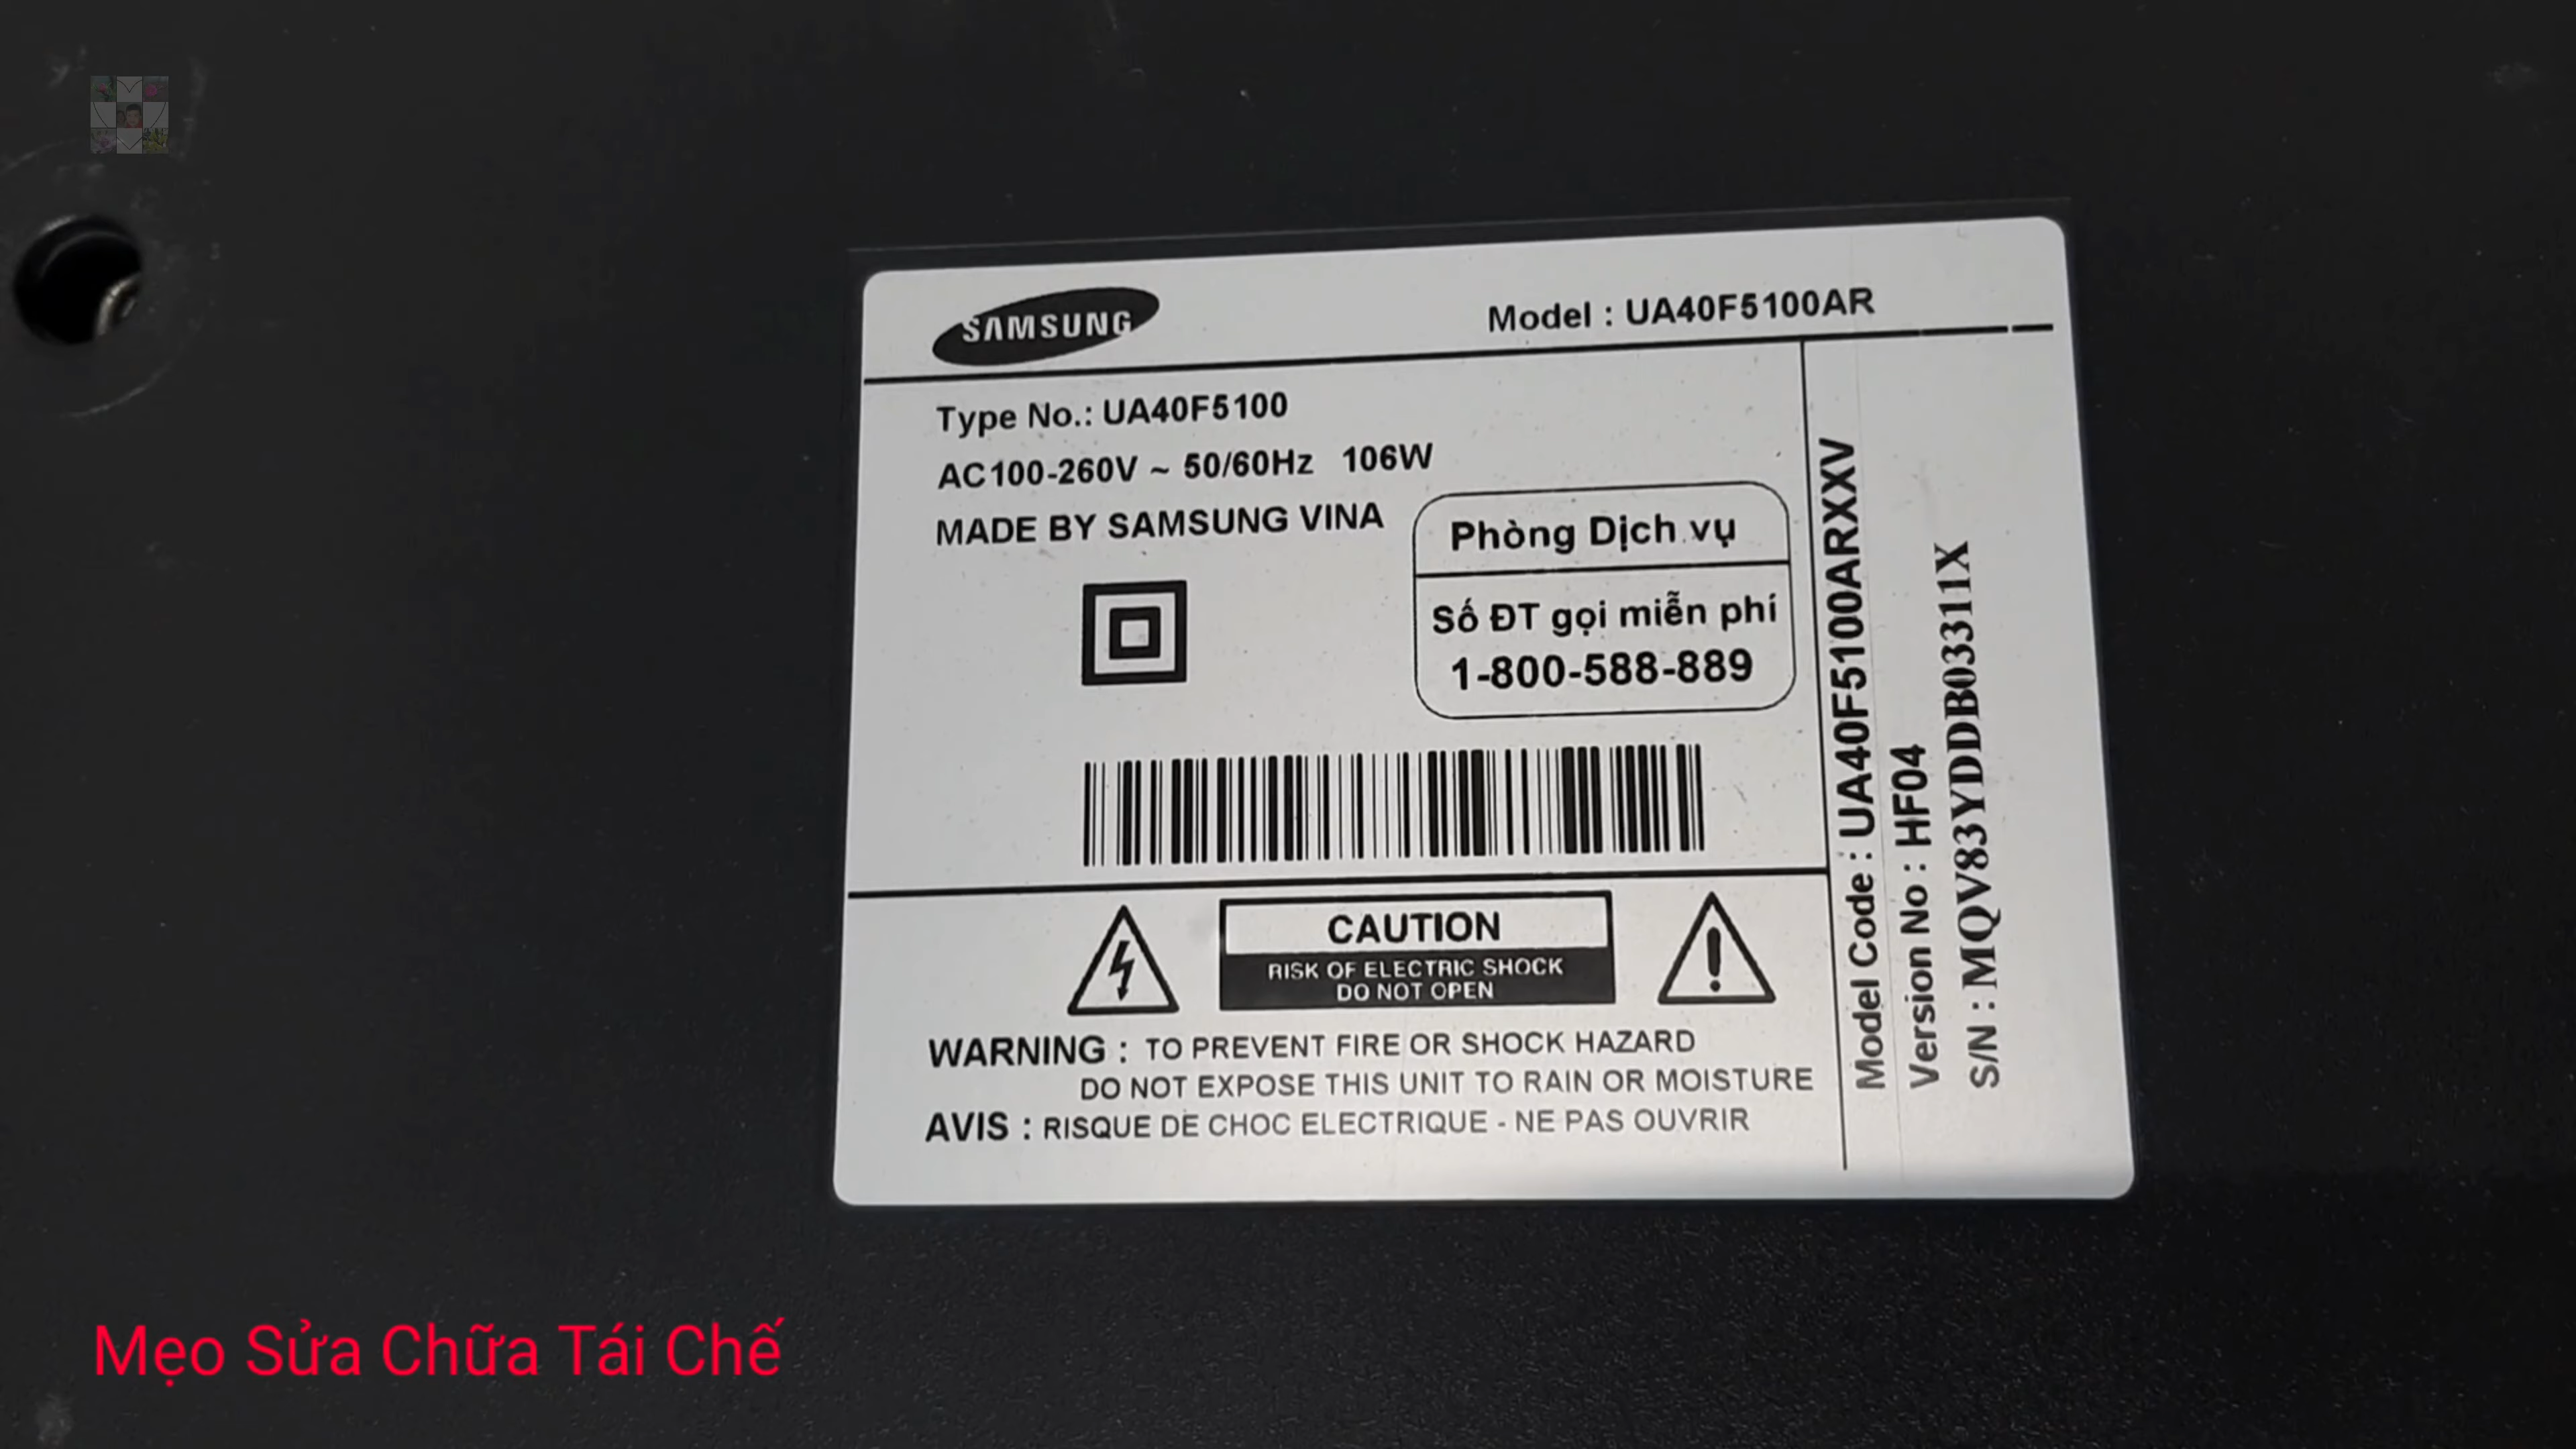 SAMSUNG
Model : UA40F5100AR
Type No.: UA40F5100
AC100-260V ~ 50/60Hz 106W
MADE BY SAMSUNG VINA
Phòng Dịch vụ
Số ĐT gọi miễn phí
1-800-588-889
CAUTION
RISK OF ELECTRIC SHOCK
DO NOT OPEN
WARNING : TO PREVENT FIRE OR SHOCK HAZARD
DO NOT EXPOSE THIS UNIT TO RAIN OR MOISTURE
AVIS : RISQUE DE CHOC ELECTRIQUE - NE PAS OUVRIR
Model Code : UA40F5100ARXXV
Version No : HF04
S/N : MQV83YDDB03311X
Mẹo Sửa Chữa Tái Chế